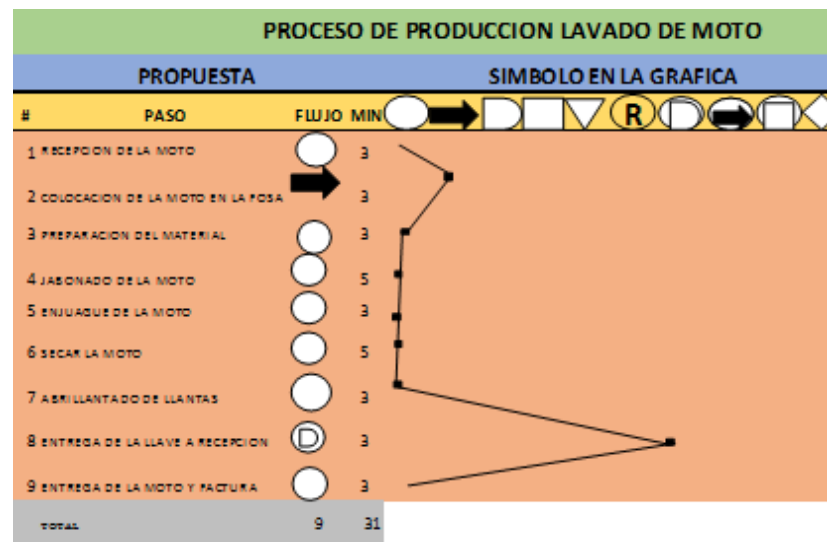 PROCESO DE PRODUCCION LAVADO DE MOTO
PROPUESTA SIMBOLO EN LA GRAFICA
# PASO FLUJO MIN R
1 RECEPCION DE LA MOTO 3
2 COLOCACION DE LA MOTO EN LA FOSA 3
3 PREPARACION DEL MATERIAL 3
4 JABONADO DE LA MOTO 5
5 ENJUAGUE DE LA MOTO 3
6 SECAR LA MOTO 5
7 ABRILLANTADO DE LLANTAS 3
8 ENTREGA DE LA LLAVE A RECEPCION D 3
9 ENTREGA DE LA MOTO Y FACTURA 3
TOTAL 9 31